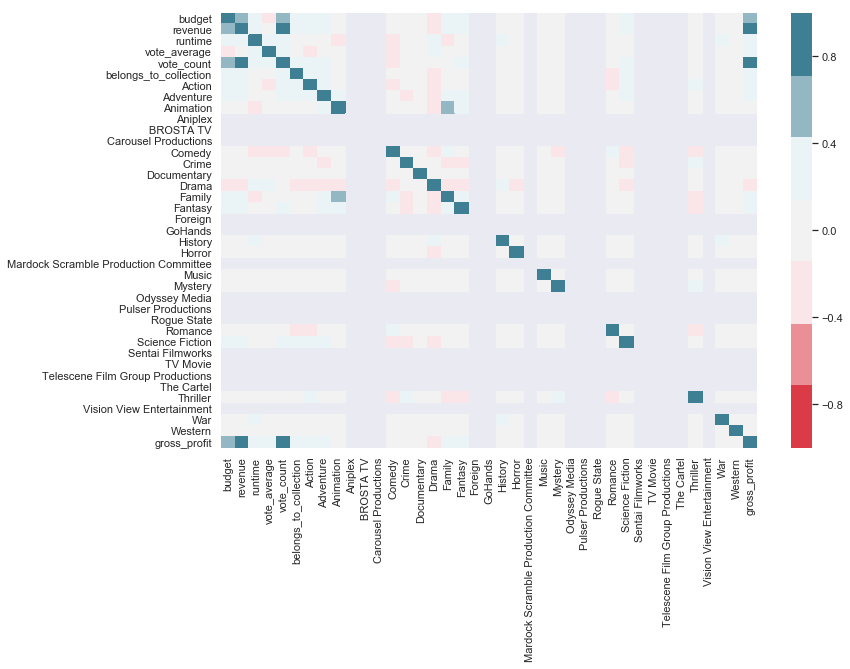 budget
revenue
runtime
vote_average
vote_count
belongs_to_collection
Action
Adventure
Animation
Aniplex
BROSTA TV
Carousel Productions
Comedy
Crime
Documentary
Drama
Family
Fantasy
Foreign
GoHands
History
Horror
Mardock Scramble Production Committee
Music
Mystery
Odyssey Media
Pulser Productions
Rogue State
Romance
Science Fiction
Sentai Filmworks
TV Movie
Telescene Film Group Productions
The Cartel
Thriller
Vision View Entertainment
War
Western
gross_profit
budget
revenue
runtime
vote_average
vote_count
belongs_to_collection
Action
Adventure
Animation
Aniplex
BROSTA TV
Carousel Productions
Comedy
Crime
Documentary
Drama
Family
Fantasy
Foreign
GoHands
History
Horror
Mardock Scramble Production Committee
Music
Mystery
Odyssey Media
Pulser Productions
Rogue State
Romance
Science Fiction
Sentai Filmworks
TV Movie
Telescene Film Group Productions
The Cartel
Thriller
Vision View Entertainment
War
Western
gross_profit
0.8
0.4
0.0
−0.4
−0.8